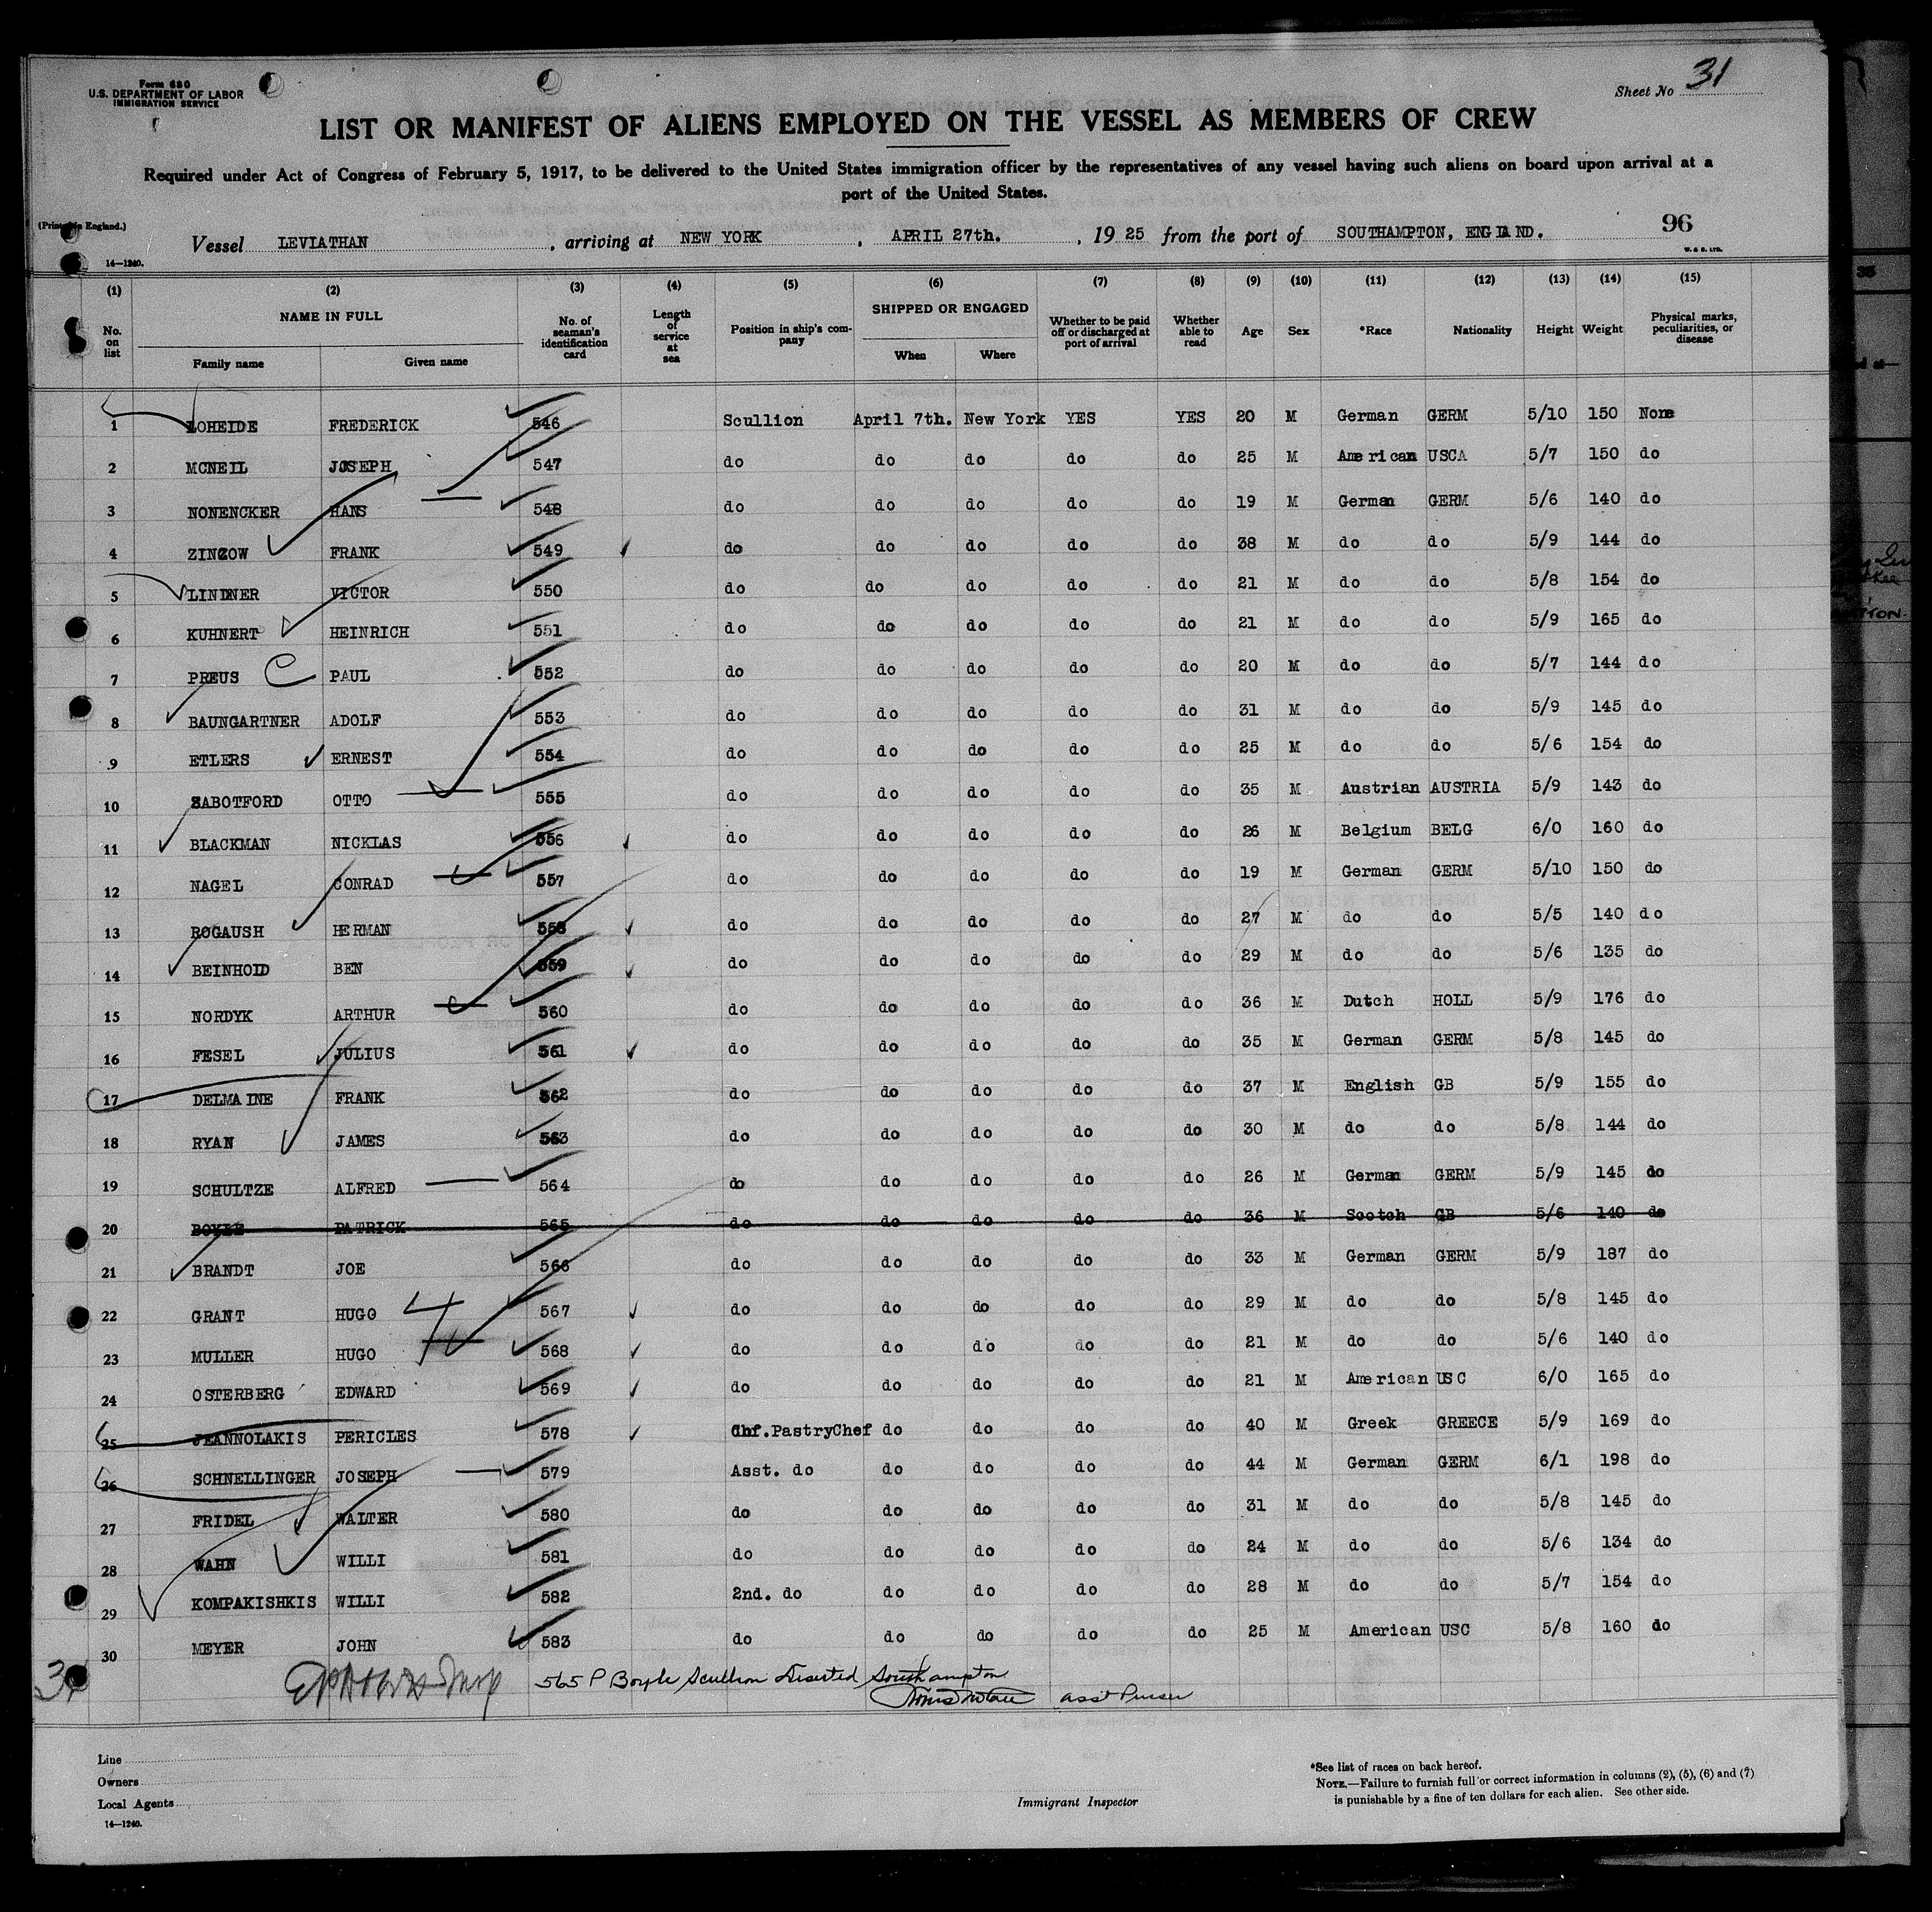 Form 680
U.S. DEPARTMENT OF LABOR
IMMIGRATION SERVICE
Sheet No 31
LIST OR MANIFEST OF ALIENS EMPLOYED ON THE VESSEL AS MEMBERS OF CREW
Required under Act of Congress of February 5, 1917, to be delivered to the United States immigration officer by the representatives of any vessel having such aliens on board upon arrival at a
port of the United States.
(Printed in England.)
Vessel LEVIATHAN , arriving at NEW YORK , APRIL 27th. , 19 25 from the port of SOUTHAMPTON, ENGLAND. 96
14—1240. W. & S. LTD.
(1) (2) (3) (4) (5) (6) (7) (8) (9) (10) (11) (12) (13) (14) (15)
No. on list NAME IN FULL Family name Given name No. of seaman's identification card Length of service at sea Position in ship's company SHIPPED OR ENGAGED When Where Whether to be paid off or discharged at port of arrival Whether able to read Age Sex *Race Nationality Height Weight Physical marks, peculiarities, or disease
1 LOHEIDE FREDERICK 546 Scullion April 7th. New York YES YES 20 M German GERM 5/10 150 None
2 MCNEIL JOSEPH 547 do do do do do 25 M American USCA 5/7 150 do
3 NONENCKER HANS 548 do do do do do 19 M German GERM 5/6 140 do
4 ZINGOW FRANK 549 do do do do do 38 M do do 5/9 144 do
5 LINDNER VICTOR 550 do do do do do 21 M do do 5/8 154 do
6 KUHNERT HEINRICH 551 do do do do do 21 M do do 5/9 165 do
7 PREUS C PAUL 552 do do do do do 20 M do do 5/7 144 do
8 BAUNGARTNER ADOLF 553 do do do do do 31 M do do 5/9 145 do
9 ETLERS ERNEST 554 do do do do do 25 M do do 5/6 154 do
10 SABOTFORD OTTO 555 do do do do do 35 M Austrian AUSTRIA 5/9 143 do
11 BLACKMAN NICKLAS 556 do do do do do 26 M Belgium BELG 6/0 160 do
12 NAGEL CONRAD 557 do do do do do 19 M German GERM 5/10 150 do
13 ROGAUSH HERMAN 558 do do do do do 27 M do do 5/5 140 do
14 BEINHOLD BEN 559 do do do do do 29 M do do 5/6 135 do
15 NORDYK ARTHUR 560 do do do do do 36 M Dutch HOLL 5/9 176 do
16 FESEL JULIUS 561 do do do do do 35 M German GERM 5/8 145 do
17 DELMAINE FRANK 562 do do do do do 37 M English GB 5/9 155 do
18 RYAN JAMES 563 do do do do do 30 M do do 5/8 144 do
19 SCHULTZE ALFRED 564 do do do do do 26 M German GERM 5/9 145 do
20 BOYLE PATRICK 565 do do do do do 36 M Scotch GB 5/6 140 do
21 BRANDT JOE 566 do do do do do 33 M German GERM 5/9 187 do
22 GRANT HUGO 567 do do do do do 29 M do do 5/8 145 do
23 MULLER HUGO 568 do do do do do 21 M do do 5/6 140 do
24 OSTERBERG EDWARD 569 do do do do do 21 M American USC 6/0 165 do
25 JEANNOLAKIS PERICLES 578 Chf.PastryChef do do do do 40 M Greek GREECE 5/9 169 do
26 SCHNELLINGER JOSEPH 579 Asst. do do do do do 44 M German GERM 6/1 198 do
27 FRIDEL WALTER 580 do do do do do 31 M do do 5/8 145 do
28 WAHN WILLI 581 do do do do do 24 M do do 5/6 134 do
29 KOMPAKISHKIS WILLI 582 2nd. do do do do do 28 M do do 5/7 154 do
30 MEYER JOHN 583 do do do do do 25 M American USC 5/8 160 do
565 P Boyle Scullion Deserted Southampton
Asst Purser
Line
Owners
Local Agents
14—1240.
Immigrant Inspector
*See list of races on back hereof.
NOTE.—Failure to furnish full or correct information in columns (2), (5), (6) and (7)
is punishable by a fine of ten dollars for each alien. See other side.